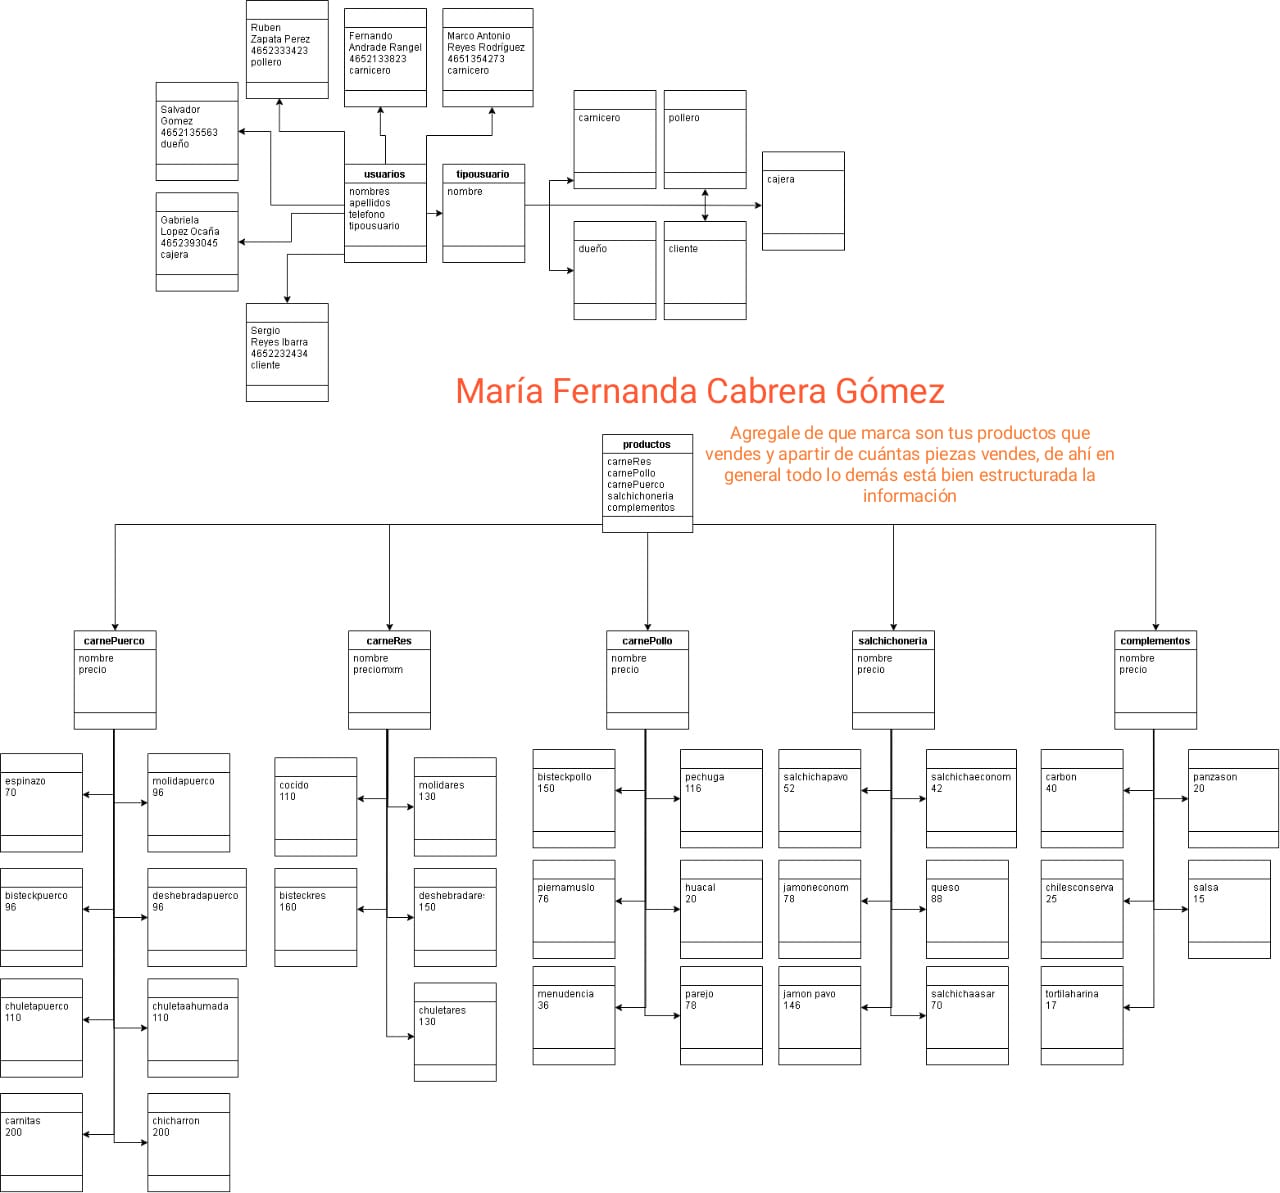 Ruben
Zapata Perez
4652333423
pollero
Fernando
Andrade Rangel
4652133823
carnicero
Marco Antonio
Reyes Rodríguez
4651354273
carnicero
Salvador
Gomez
4652135563
dueño
Gabriela
Lopez Ocaña
4652393045
cajera
usuarios
nombres
apellidos
telefono
tipousuario
tipousuario
nombre
carnicero
pollero
cajera
dueño
cliente
Sergio
Reyes Ibarra
4652232434
cliente
María Fernanda Cabrera Gómez
Agregale de que marca son tus productos que
vendes y apartir de cuántas piezas vendes, de ahí en
general todo lo demás está bien estructurada la
información
productos
carneRes
carnePollo
carnePuerco
salchichoneria
complementos
carnePuerco
nombre
precio
carneRes
nombre
preciomxm
carnePollo
nombre
precio
salchichoneria
nombre
precio
complementos
nombre
precio
espinazo
70
molidapuerco
96
bisteckpuerco
96
deshebradapuerco
96
chuletapuerco
110
chuletaahumada
110
carnitas
200
chicharron
200
cocido
110
molidares
130
bisteckres
160
deshebradare
150
chuletares
130
bisteckpollo
150
pechuga
116
piernamuslo
76
huacal
20
menudencia
36
parejo
78
salchichapavo
52
salchichaeconom
42
jamoneconom
78
queso
88
jamon pavo
146
salchichaasar
70
carbon
40
panzason
20
chilesconserva
25
salsa
15
tortilaharina
17